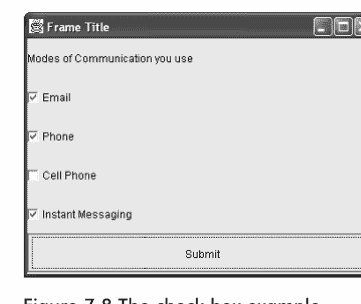 Frame Title
Modes of Communication you use
Email
Phone
Cell Phone
Instant Messaging
Submit
Figure 7.8 The check box example